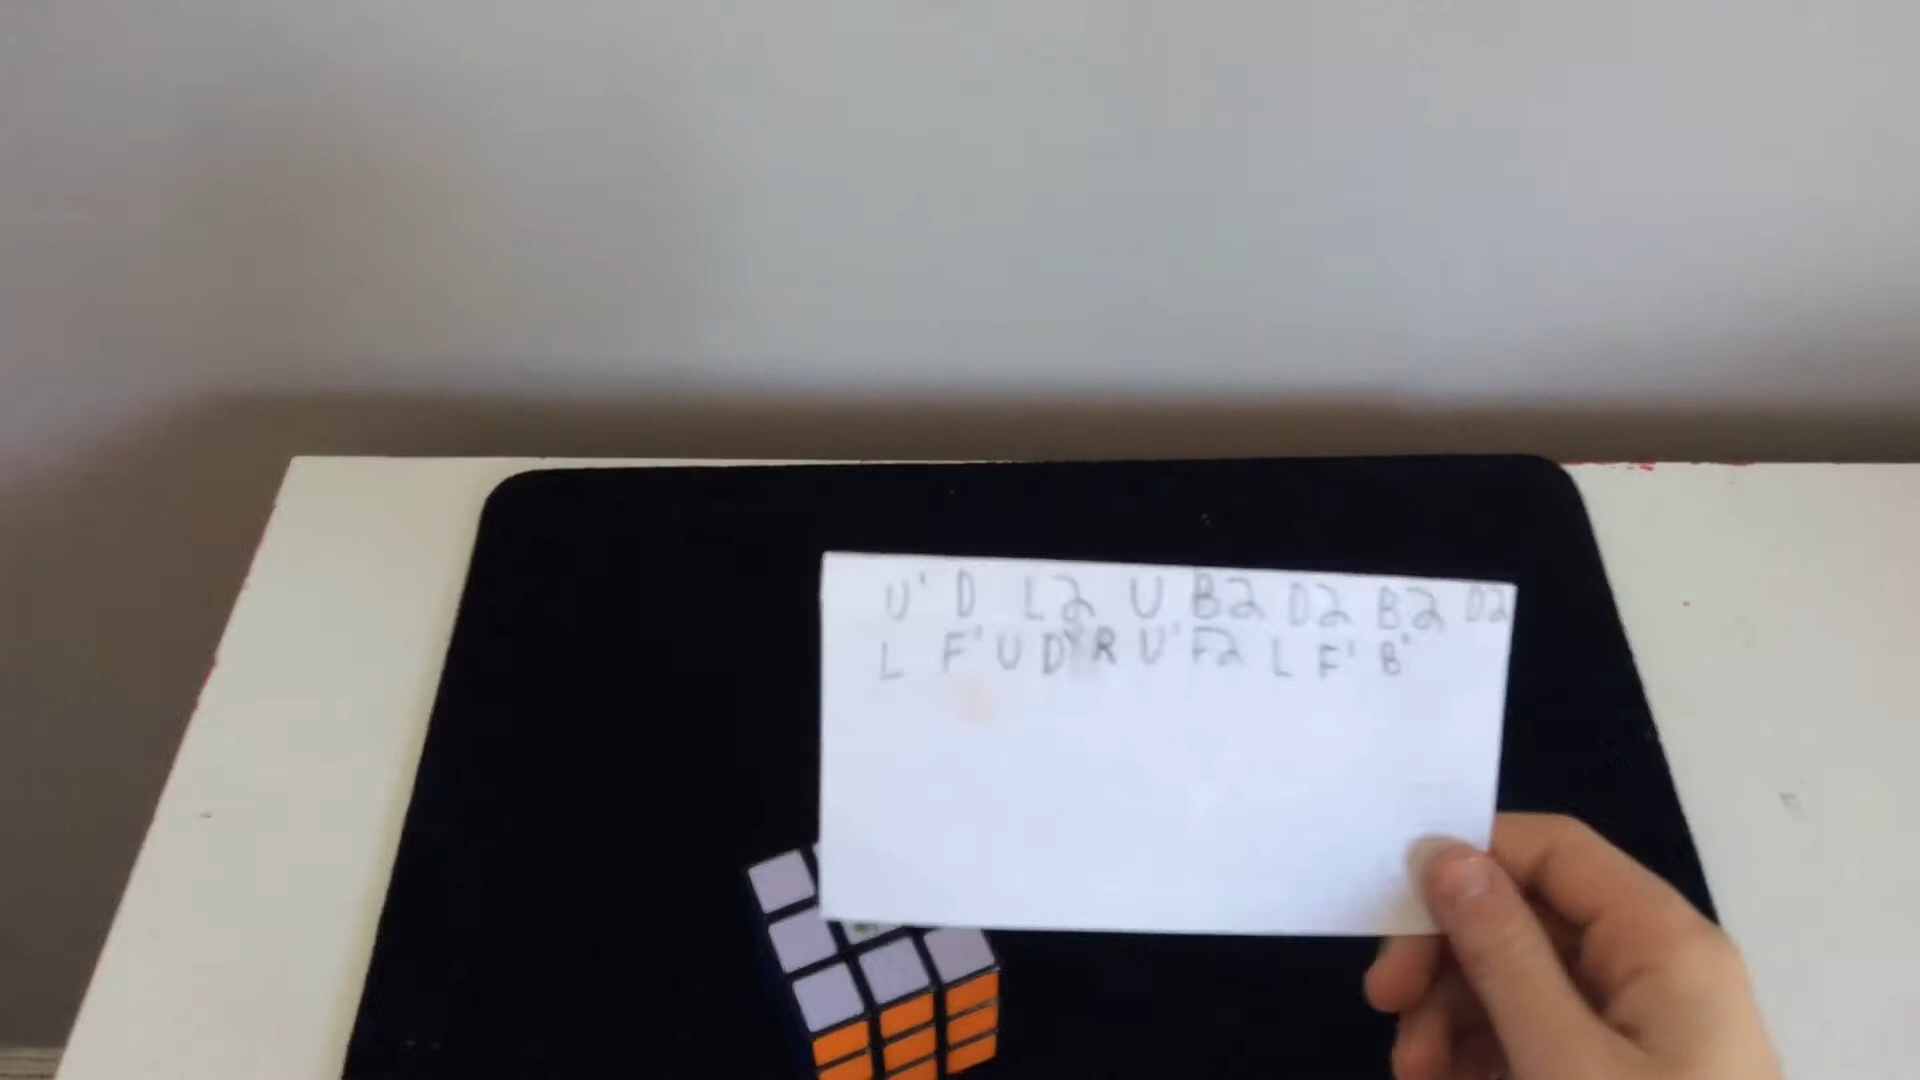 U' D L2 U B2 D2 B2 D2
L F' U D' R U' F2 L F' B'